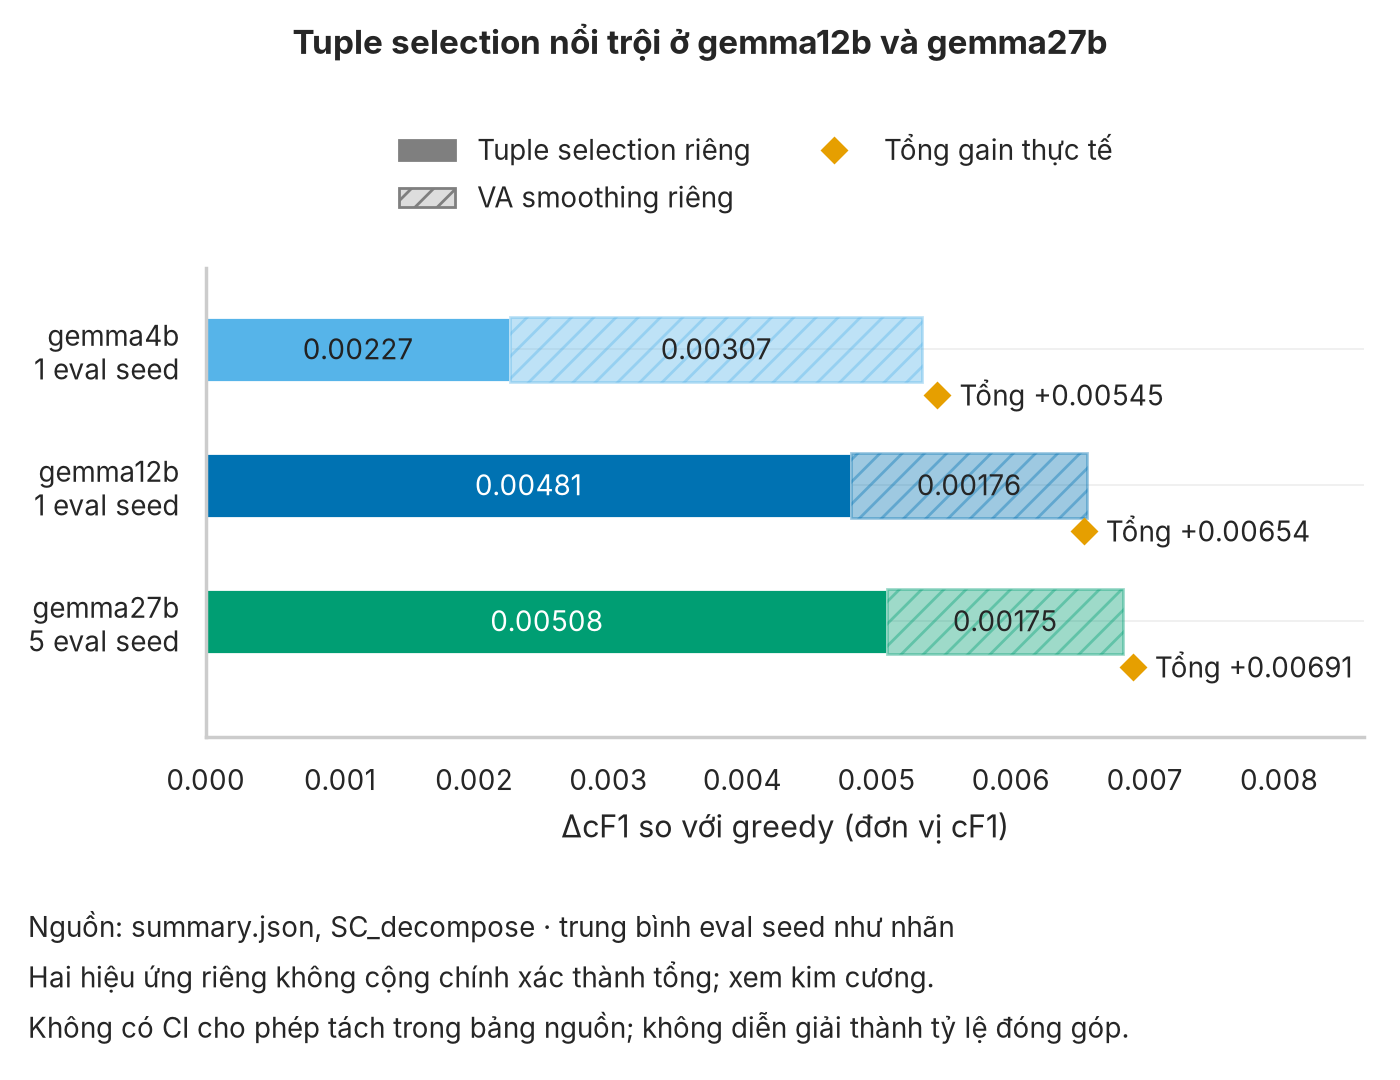 Tuple selection nổi trội ở gemma12b và gemma27b
Tuple selection riêng
Tổng gain thực tế
VA smoothing riêng
gemma4b
1 eval seed
0.00227
0.00307
Tổng +0.00545
gemma12b
1 eval seed
0.00481
0.00176
Tổng +0.00654
gemma27b
5 eval seed
0.00508
0.00175
Tổng +0.00691
0.000 0.001 0.002 0.003 0.004 0.005 0.006 0.007 0.008
ΔcF1 so với greedy (đơn vị cF1)
Nguồn: summary.json, SC_decompose · trung bình eval seed như nhãn
Hai hiệu ứng riêng không cộng chính xác thành tổng; xem kim cương.
Không có CI cho phép tách trong bảng nguồn; không diễn giải thành tỷ lệ đóng góp.